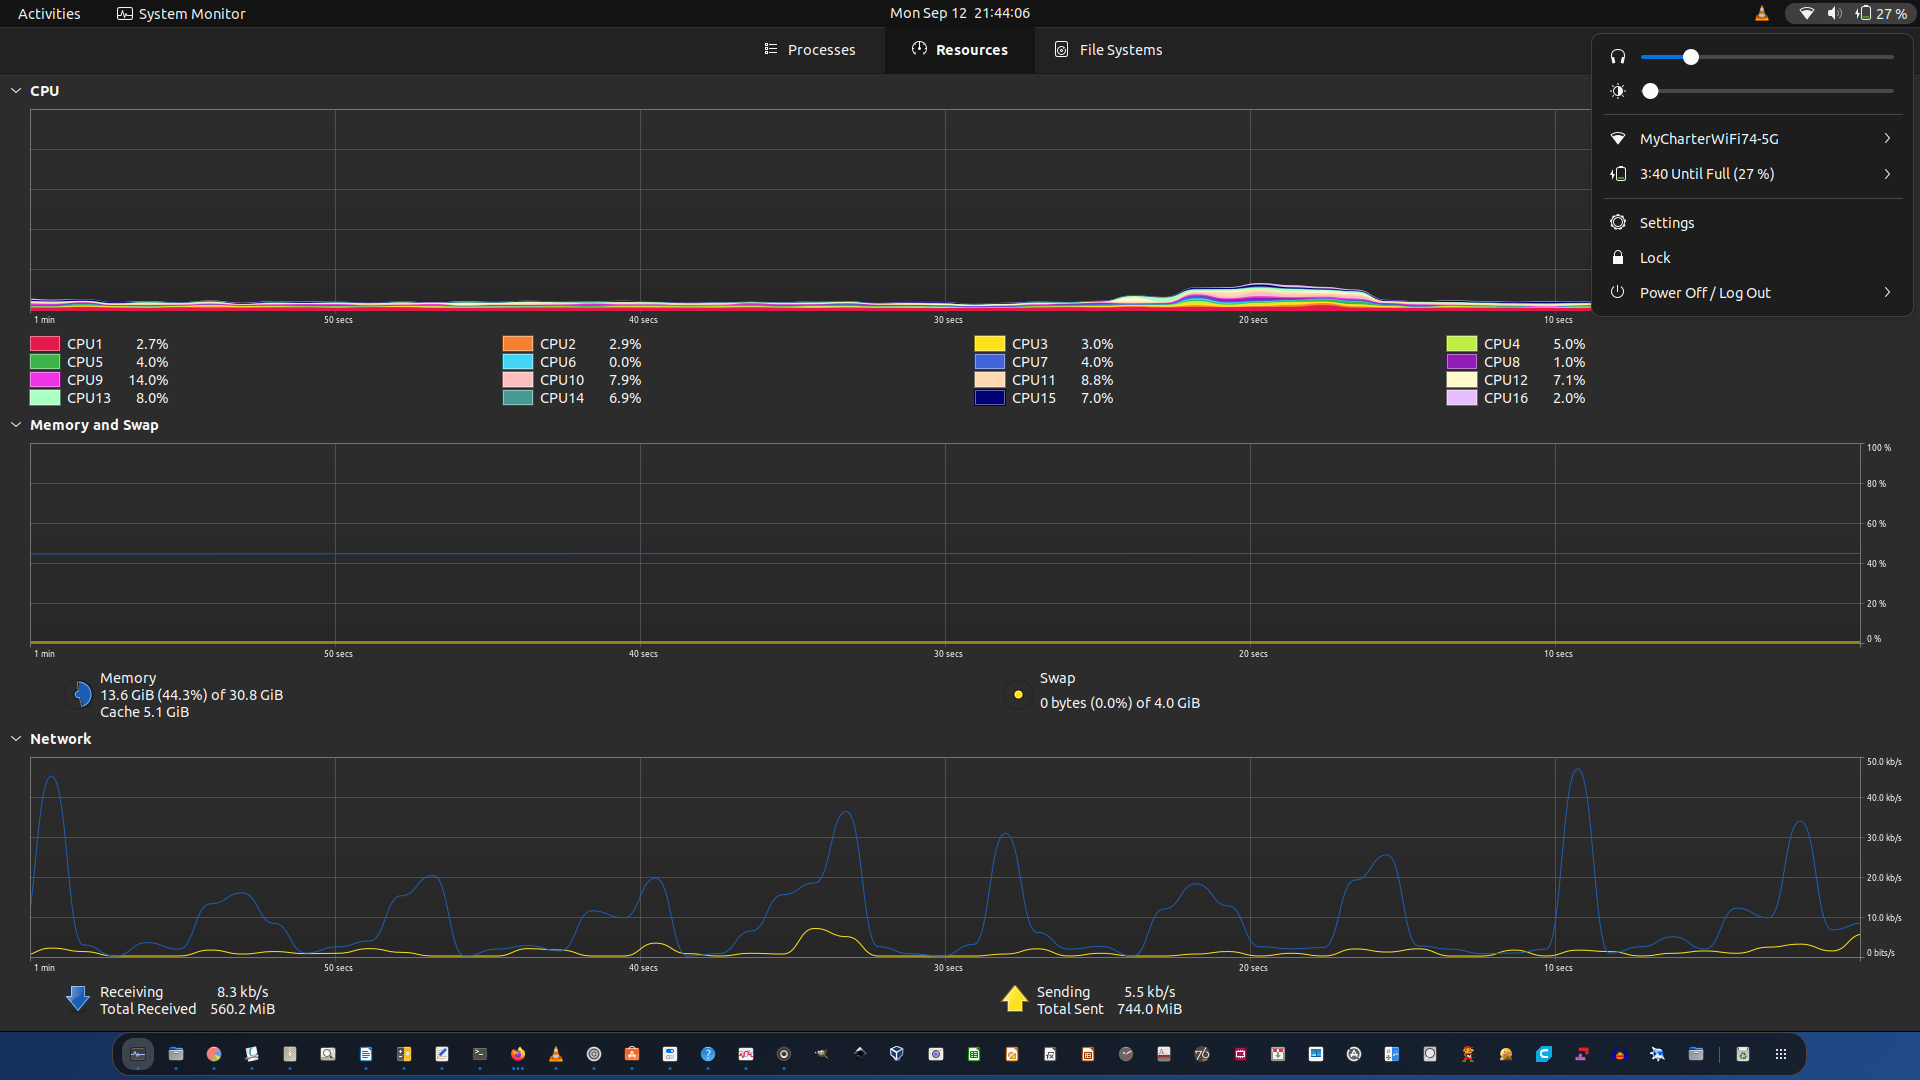 Activities
System Monitor
Mon Sep 12 21:44:06
27 %
Processes
Resources
File Systems
MyCharterWiFi74-5G
3:40 Until Full (27 %)
Settings
Lock
Power Off / Log Out
CPU
1 min 50 secs 40 secs 30 secs 20 secs 10 secs
CPU1 2.7% CPU2 2.9% CPU3 3.0% CPU4 5.0%
CPU5 4.0% CPU6 0.0% CPU7 4.0% CPU8 1.0%
CPU9 14.0% CPU10 7.9% CPU11 8.8% CPU12 7.1%
CPU13 8.0% CPU14 6.9% CPU15 7.0% CPU16 2.0%
Memory and Swap
100 %
80 %
60 %
40 %
20 %
0 %
1 min 50 secs 40 secs 30 secs 20 secs 10 secs
Memory
13.6 GiB (44.3%) of 30.8 GiB
Cache 5.1 GiB
Swap
0 bytes (0.0%) of 4.0 GiB
Network
50.0 kb/s
40.0 kb/s
30.0 kb/s
20.0 kb/s
10.0 kb/s
0 bits/s
1 min 50 secs 40 secs 30 secs 20 secs 10 secs
Receiving 8.3 kb/s
Total Received 560.2 MiB
Sending 5.5 kb/s
Total Sent 744.0 MiB
76